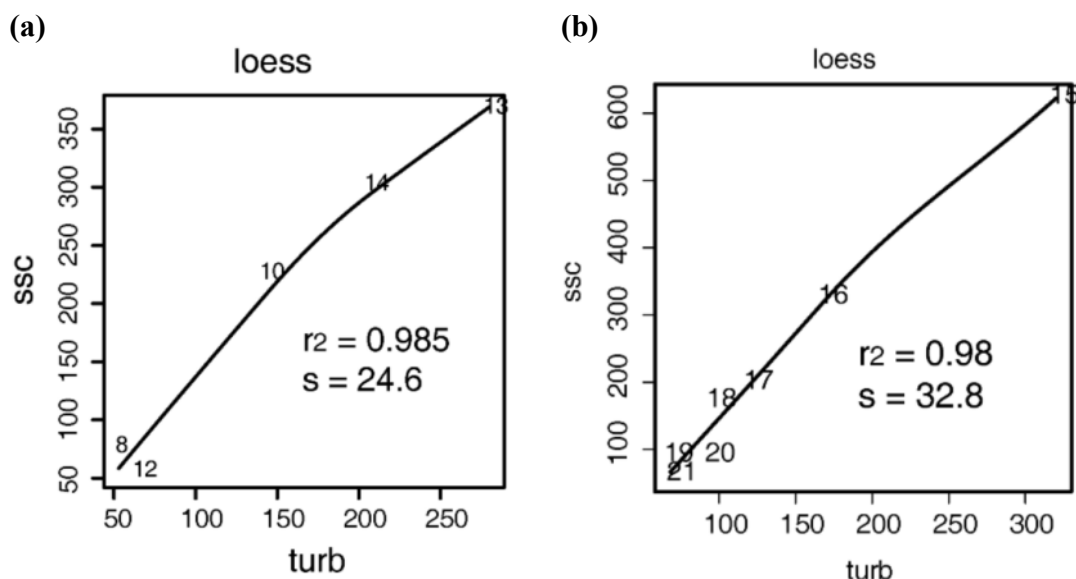 (a)
loess
ssc
350
300
250
200
150
100
50
13
14
10
8
12
r2 = 0.985
s = 24.6
50 100 150 200 250
turb
(b)
loess
ssc
600
500
400
300
200
100
15
16
17
18
19 20
21
r2 = 0.98
s = 32.8
100 150 200 250 300
turb